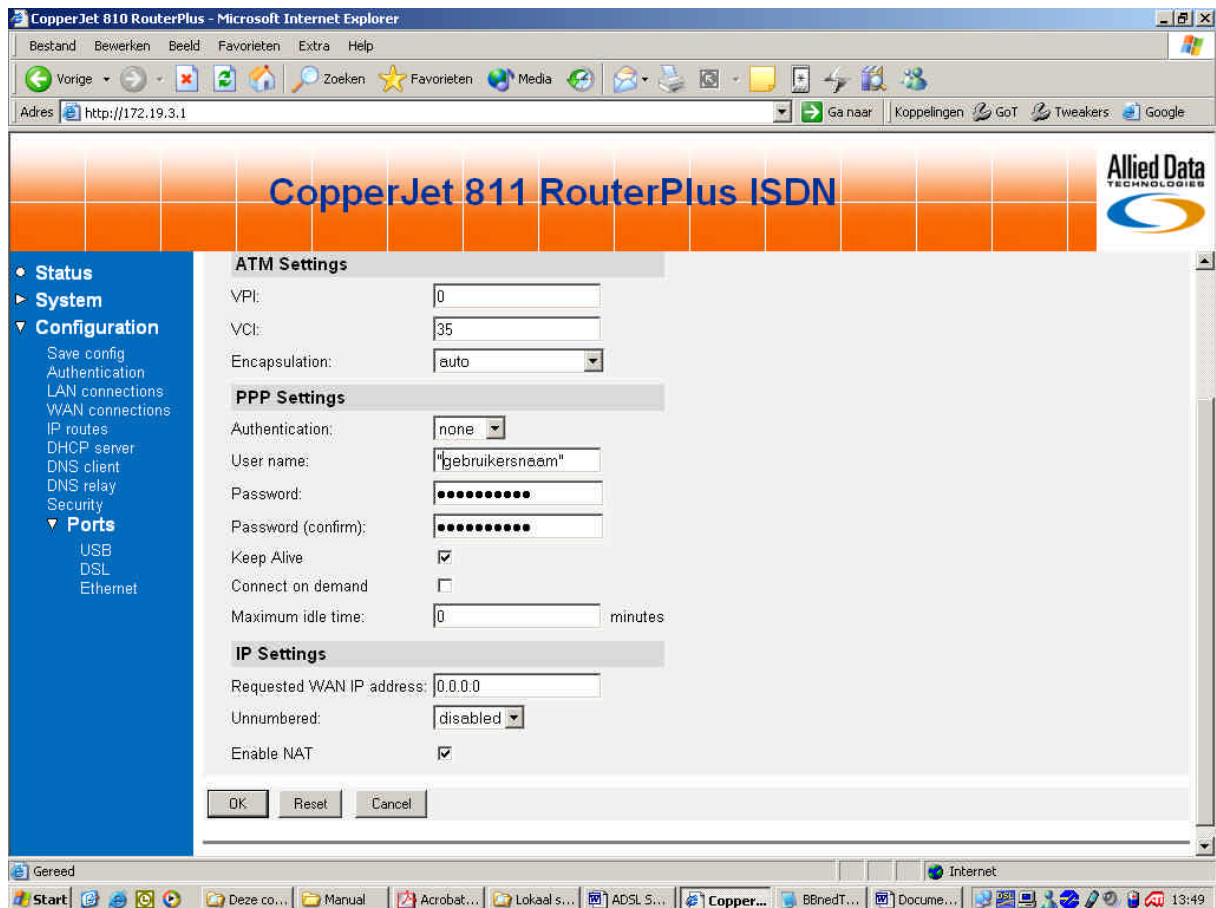 CopperJet 810 RouterPlus - Microsoft Internet Explorer
Bestand Bewerken Beeld Favorieten Extra Help
Vorige Zoeken Favorieten Media
Adres http://172.19.3.1 Ga naar Koppelingen GoT Tweakers Google
CopperJet 811 RouterPlus ISDN
Allied Data
TECHNOLOGIES
Status
System
Configuration
Save config
Authentication
LAN connections
WAN connections
IP routes
DHCP server
DNS client
DNS relay
Security
Ports
USB
DSL
Ethernet
ATM Settings
VPI: 0
VCI: 35
Encapsulation: auto
PPP Settings
Authentication: none
User name: "gebruikersnaam"
Password: ●●●●●●●●●●
Password (confirm): ●●●●●●●●●●
Keep Alive
Connect on demand
Maximum idle time: 0 minutes
IP Settings
Requested WAN IP address: 0.0.0.0
Unnumbered: disabled
Enable NAT
OK Reset Cancel
Gereed Internet
Start Deze co... Manual Acrobat... Lokaal s... ADSL S... Copper... BBnedT... Docume... 13:49